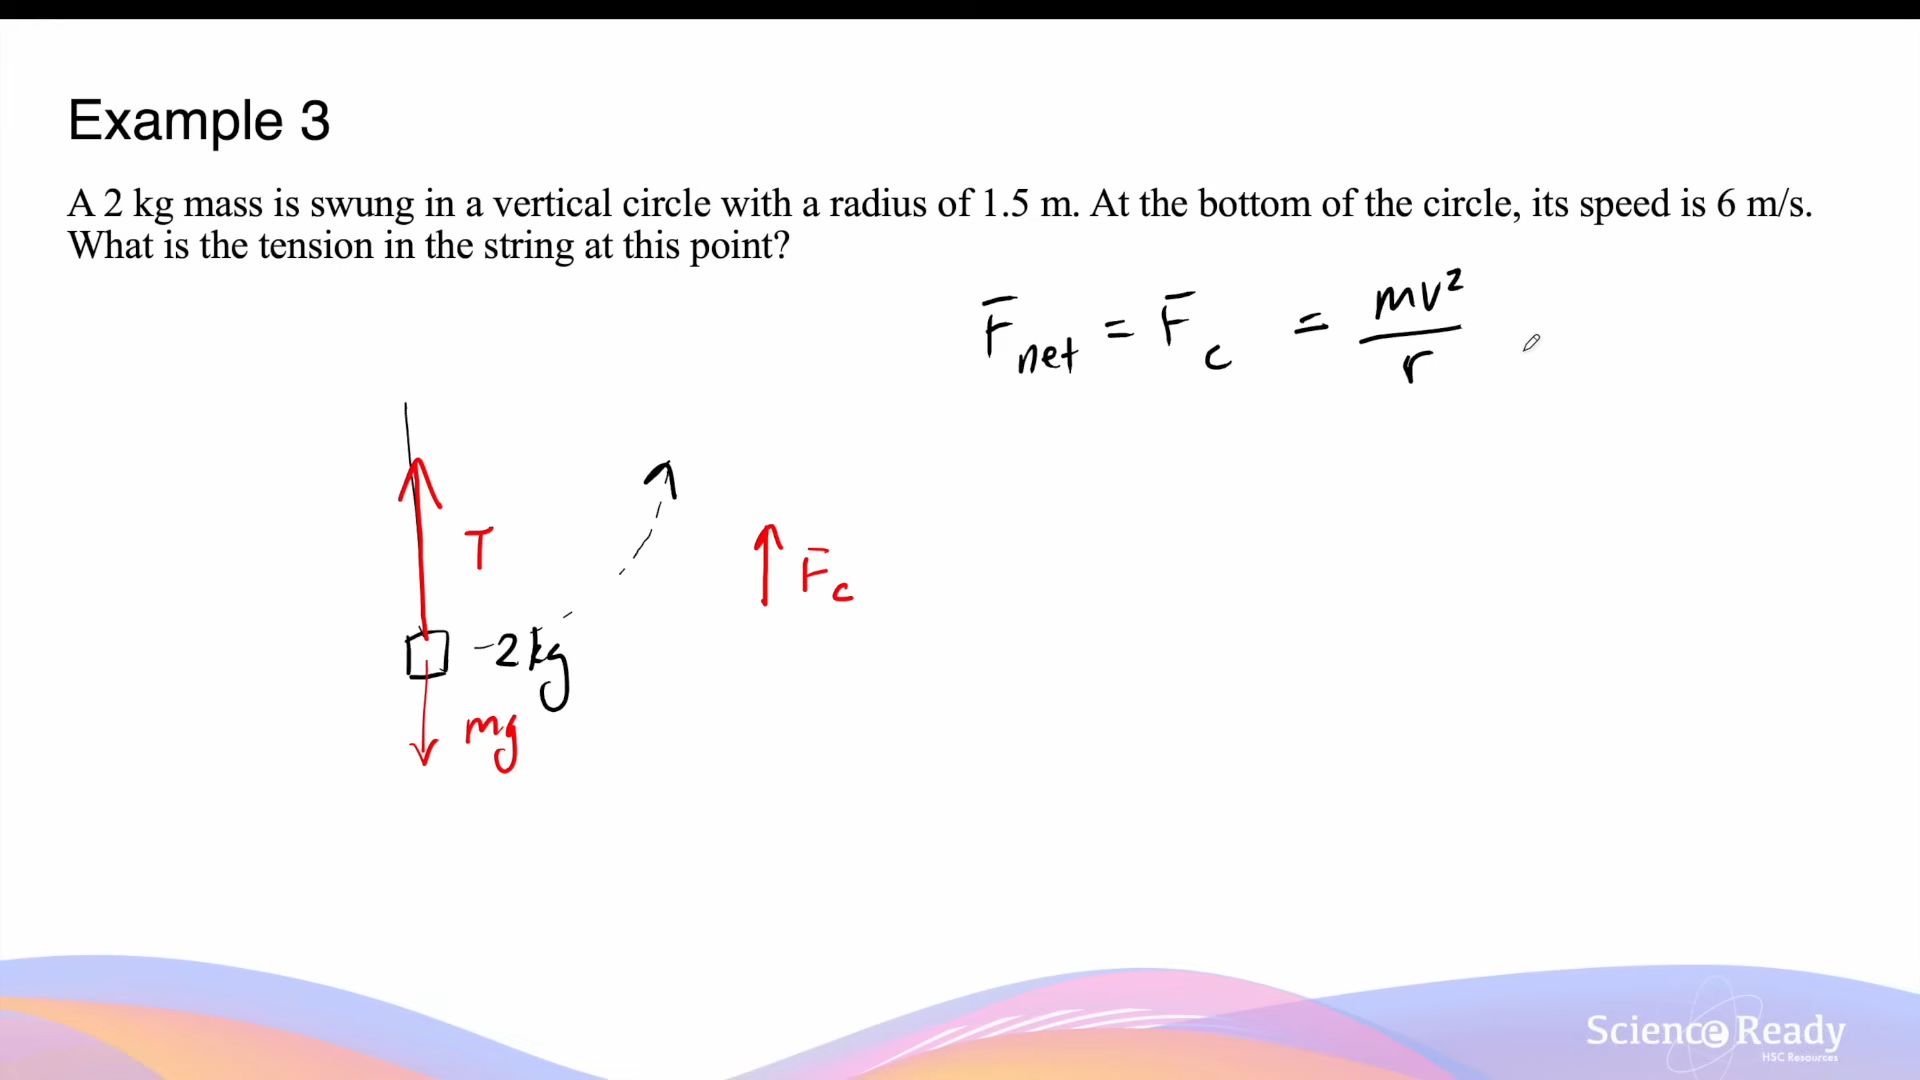 Example 3
A 2 kg mass is swung in a vertical circle with a radius of 1.5 m. At the bottom of the circle, its speed is 6 m/s.
What is the tension in the string at this point?
F̄net = F̄c = mv²/r
T
F̄c
2kg
mg
Science Ready
HSC Resources